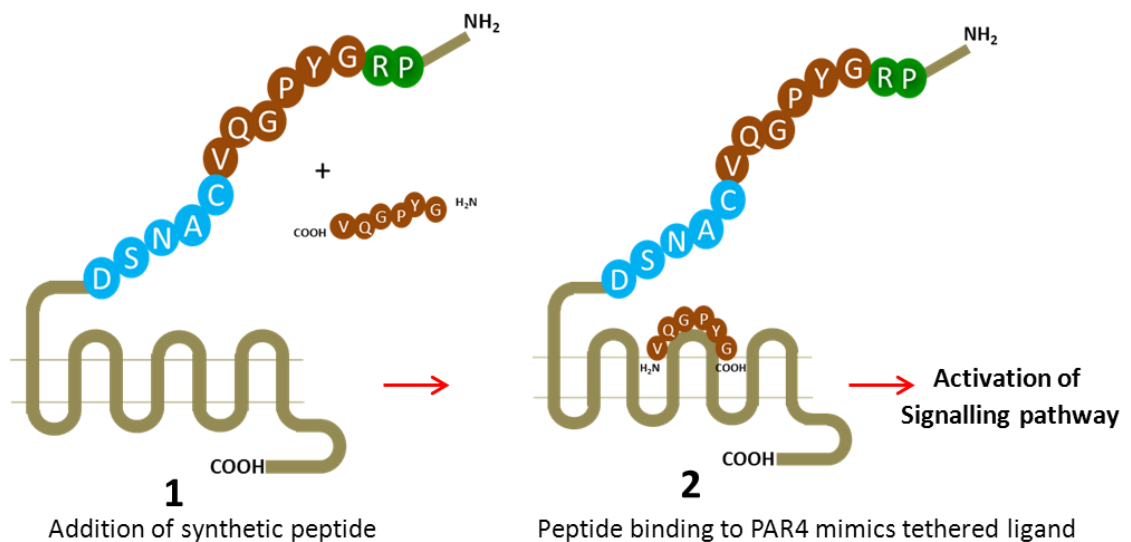 NH2
NH2
P
R
G
Y
P
G
Q
V
C
A
N
S
D
+
COOH V Q G P Y G H2N
P
R
G
Y
P
G
Q
V
C
A
N
S
D
V Q G P Y G
H2N COOH
COOH
COOH
Activation of
Signalling pathway
1
2
Addition of synthetic peptide
Peptide binding to PAR4 mimics tethered ligand